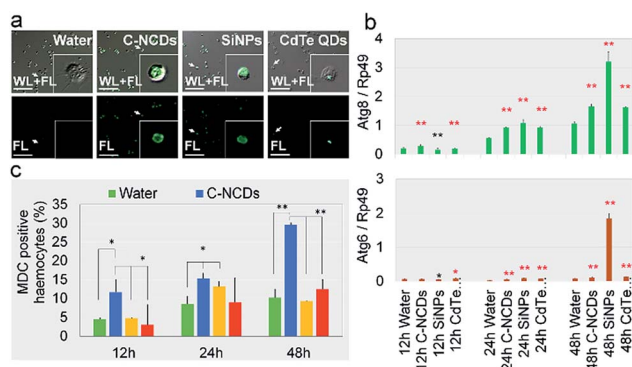 a
Water
C-NCDs
SiNPs
CdTe QDs
WL+FL
WL+FL
WL+FL
WL+FL
FL
FL
FL
FL
b
Atg8 / Rp49
4
3
2
1
0
**
**
**
**
**
**
**
**
**
Atg6 / Rp49
4
3
2
1
0
*
*
**
**
**
**
**
**
12h Water
12h C-NCDs
12h SiNPs
12h CdTe...
24h Water
24h C-NCDs
24h SiNPs
24h CdTe...
48h Water
48h C-NCDs
48h SiNPs
48h CdTe...
c
Water
C-NCDs
MDC positive
haemocytes (%)
35
30
25
20
15
10
5
0
*
*
*
**
**
12h
24h
48h